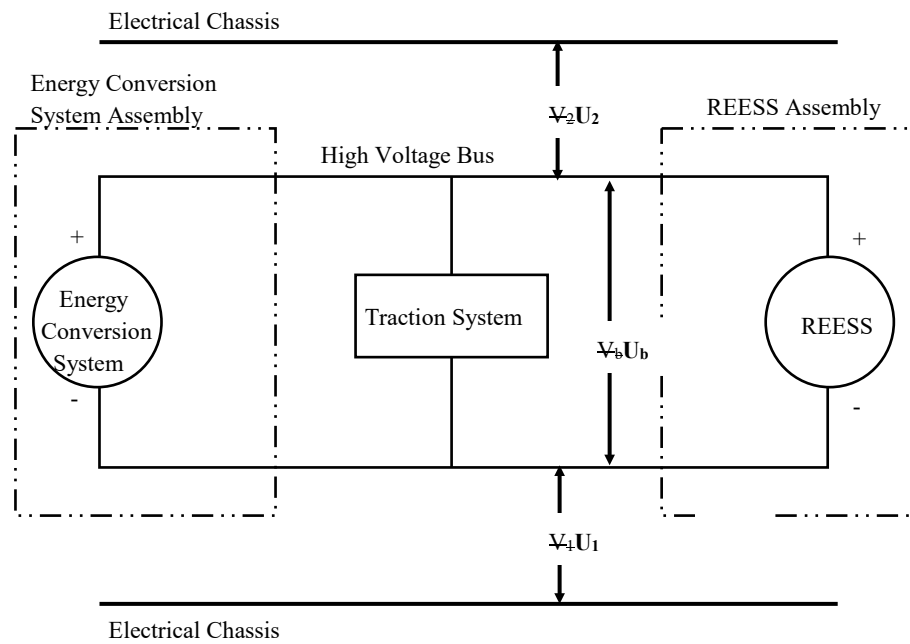 Electrical Chassis
Energy Conversion
System Assembly
V₂U₂
REESS Assembly
High Voltage Bus
+
+
Energy
Conversion
System
Traction System
REESS
V_bU_b
-
-
V₁U₁
Electrical Chassis